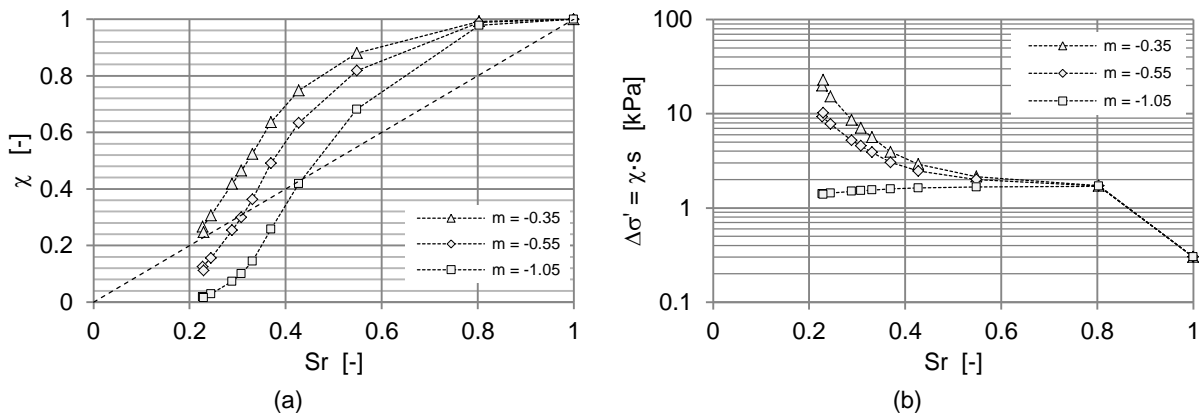 1
0.8
0.6
0.4
0.2
0
χ [-]
0 0.2 0.4 0.6 0.8 1
Sr [-]
m = -0.35
m = -0.55
m = -1.05
(a)
100
10
1
0.1
Δσ' = χ·s [kPa]
0 0.2 0.4 0.6 0.8 1
Sr [-]
m = -0.35
m = -0.55
m = -1.05
(b)